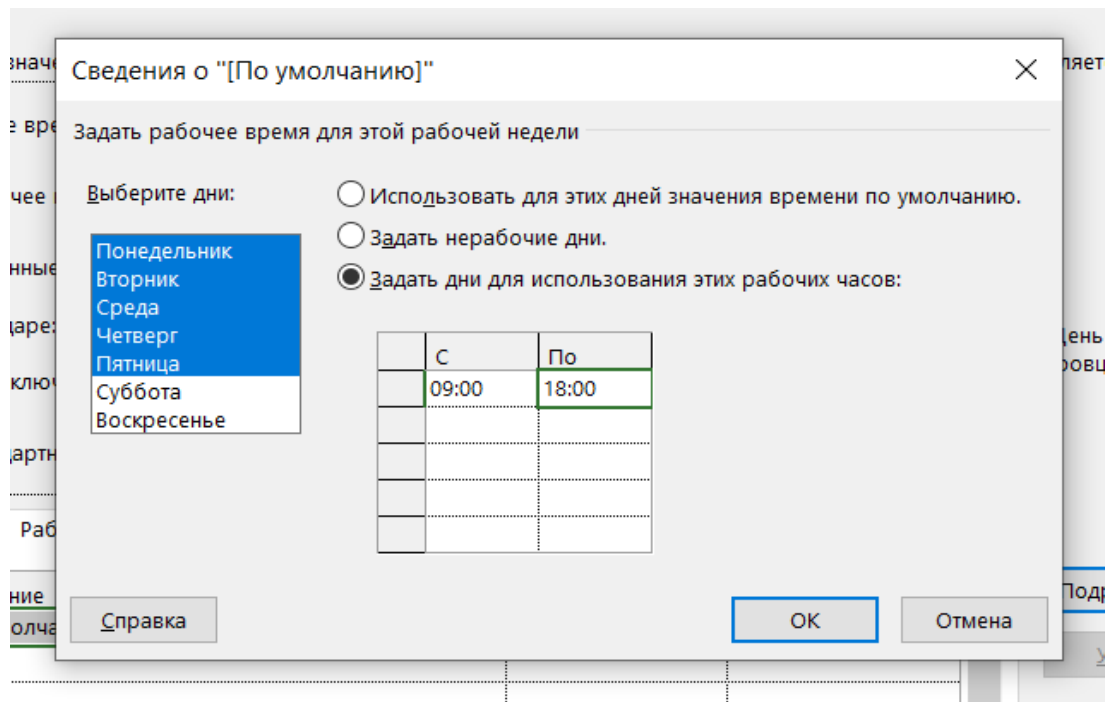 Сведения о "[По умолчанию]"
Задать рабочее время для этой рабочей недели
Выберите дни:
Использовать для этих дней значения времени по умолчанию.
Задать нерабочие дни.
Задать дни для использования этих рабочих часов:
Понедельник
Вторник
Среда
Четверг
Пятница
Суббота
Воскресенье
С По
09:00 18:00
Справка
ОК
Отмена